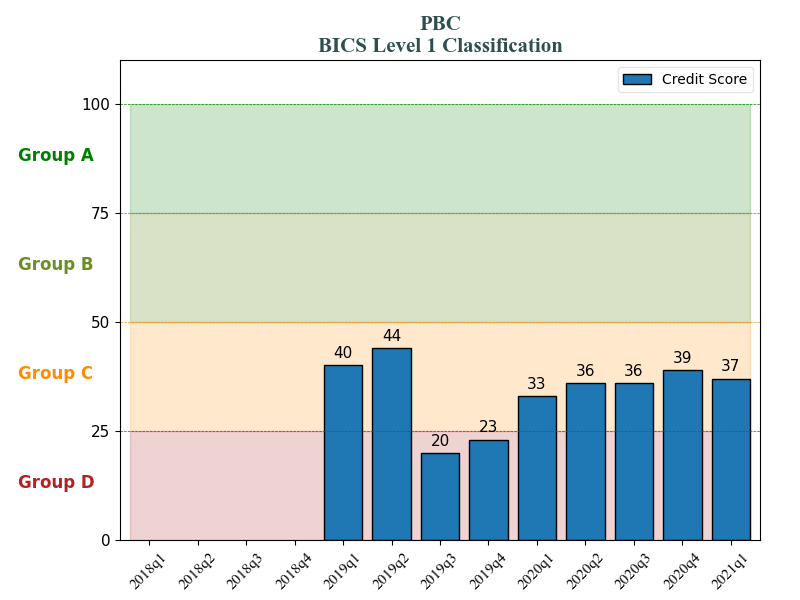 PBC
BICS Level 1 Classification
Credit Score
100
Group A
75
Group B
50
44
40
39
Group C
37
36
36
33
25
23
20
Group D
0
2018q1 2018q2 2018q3 2018q4 2019q1 2019q2 2019q3 2019q4 2020q1 2020q2 2020q3 2020q4 2021q1